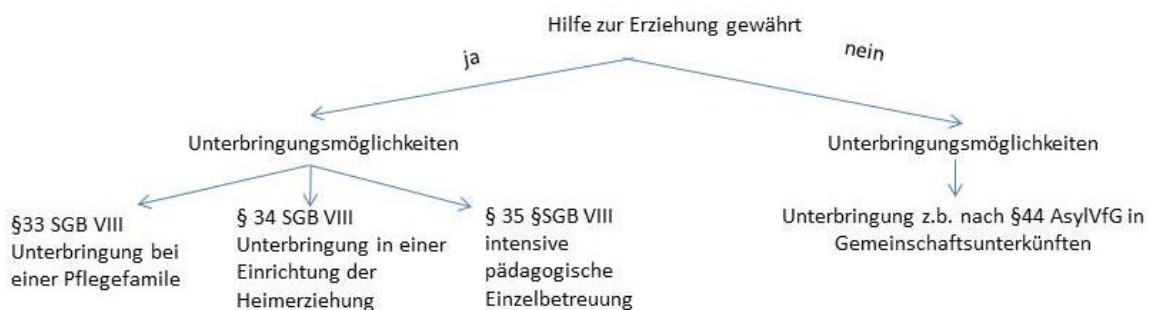 Hilfe zur Erziehung gewährt
ja
nein
Unterbringungsmöglichkeiten
Unterbringungsmöglichkeiten
§33 SGB VIII
Unterbringung bei
einer Pflegefamile
§ 34 SGB VIII
Unterbringung in einer
Einrichtung der
Heimerziehung
§ 35 §SGB VIII
intensive
pädagogische
Einzelbetreuung
Unterbringung z.b. nach §44 AsylVfG in
Gemeinschaftsunterkünften